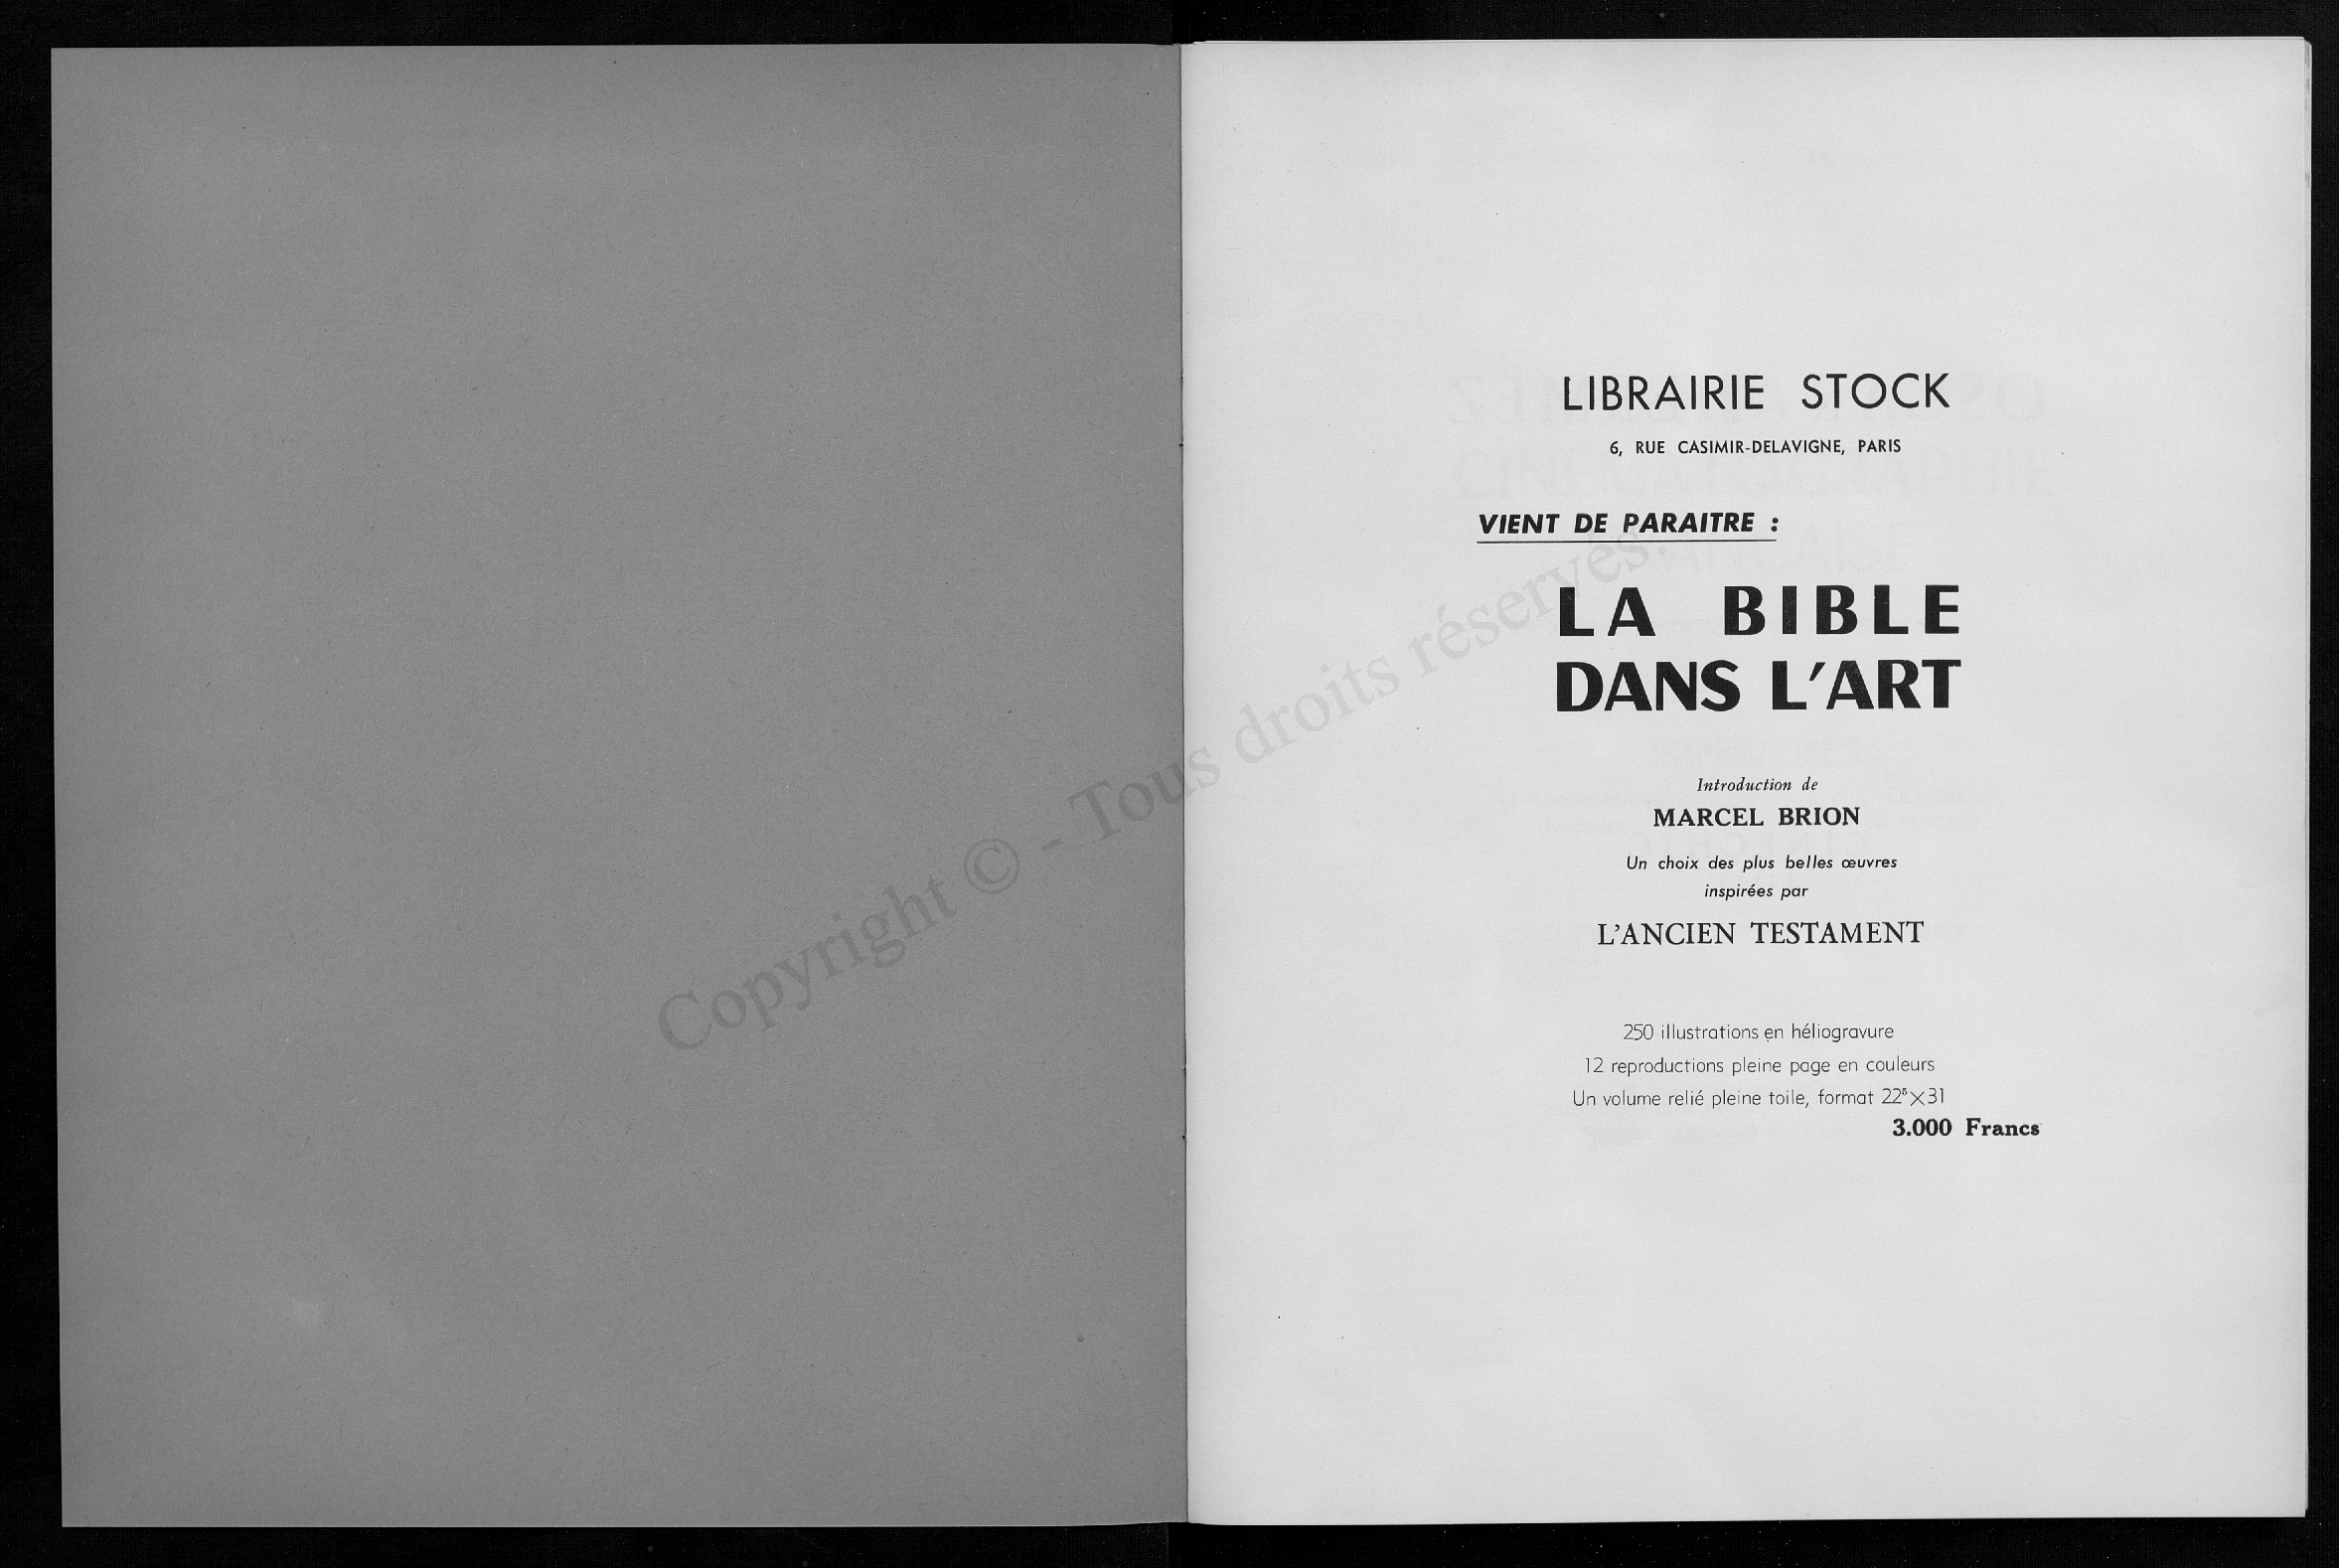 LIBRAIRIE STOCK
6, RUE CASIMIR-DELAVIGNE, PARIS
VIENT DE PARAITRE :
LA BIBLE
DANS L'ART
Introduction de
MARCEL BRION
Un choix des plus belles œuvres
inspirées par
L'ANCIEN TESTAMENT
250 illustrations en héliogravure
12 reproductions pleine page en couleurs
Un volume relié pleine toile, format 22⁵×31
3.000 Francs
Copyright © - Tous droits réservés.